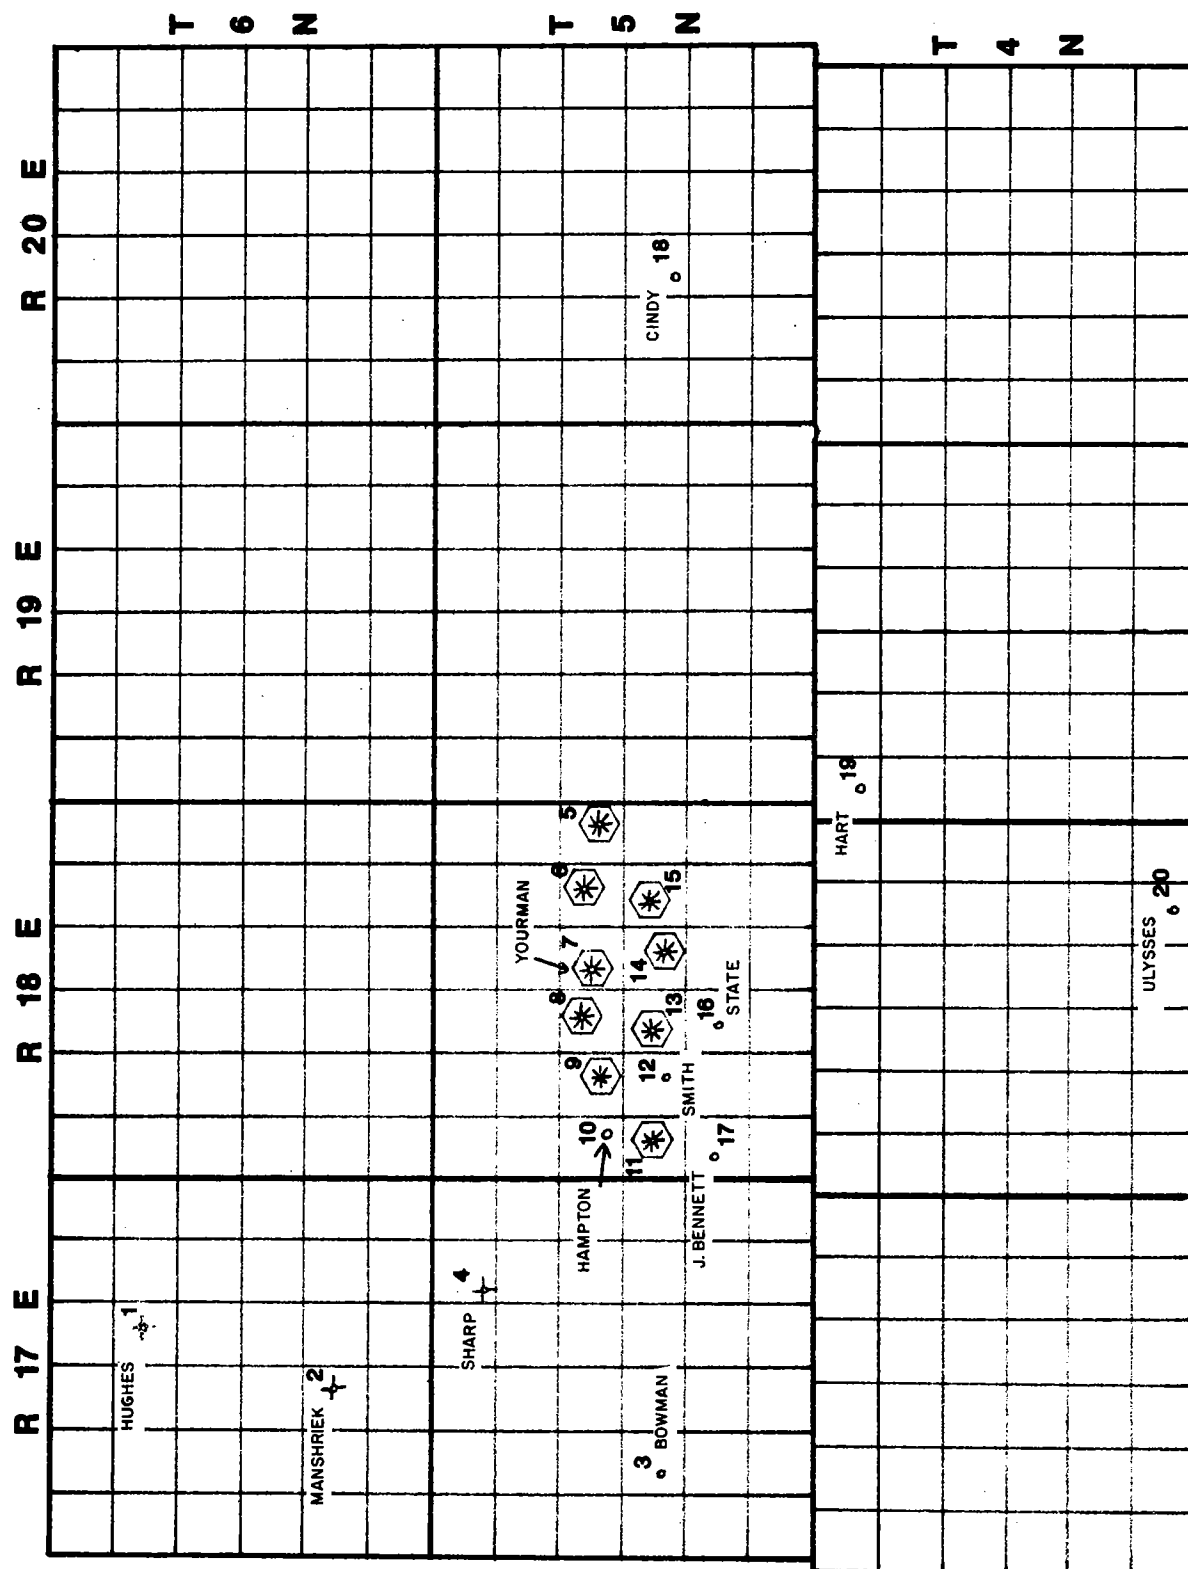 R 17 E
R 18 E
R 19 E
R 20 E
T 6 N
T 5 N
T 4 N
HUGHES
1
MANSHRIEK
2
3
BOWMAN
SHARP
4
5
6
YOURMAN
7
8
9
HAMPTON
10
11
SMITH
12
13
14
15
STATE
16
J. BENNETT
17
CINDY
18
HART
19
ULYSSES
20